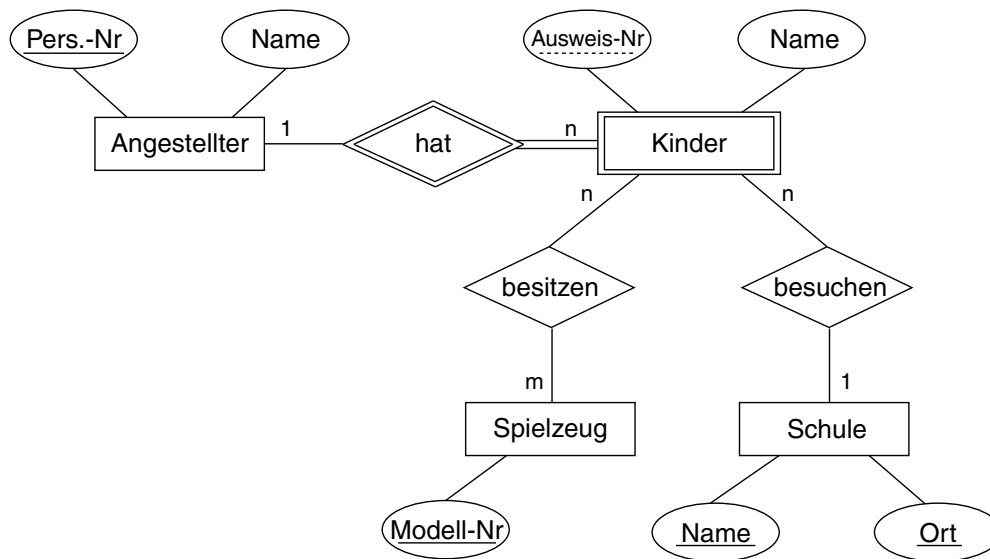 Pers.-Nr
Name
Ausweis-Nr
Name
Angestellter
1
hat
n
Kinder
n
n
besitzen
besuchen
m
1
Spielzeug
Schule
Modell-Nr
Name
Ort